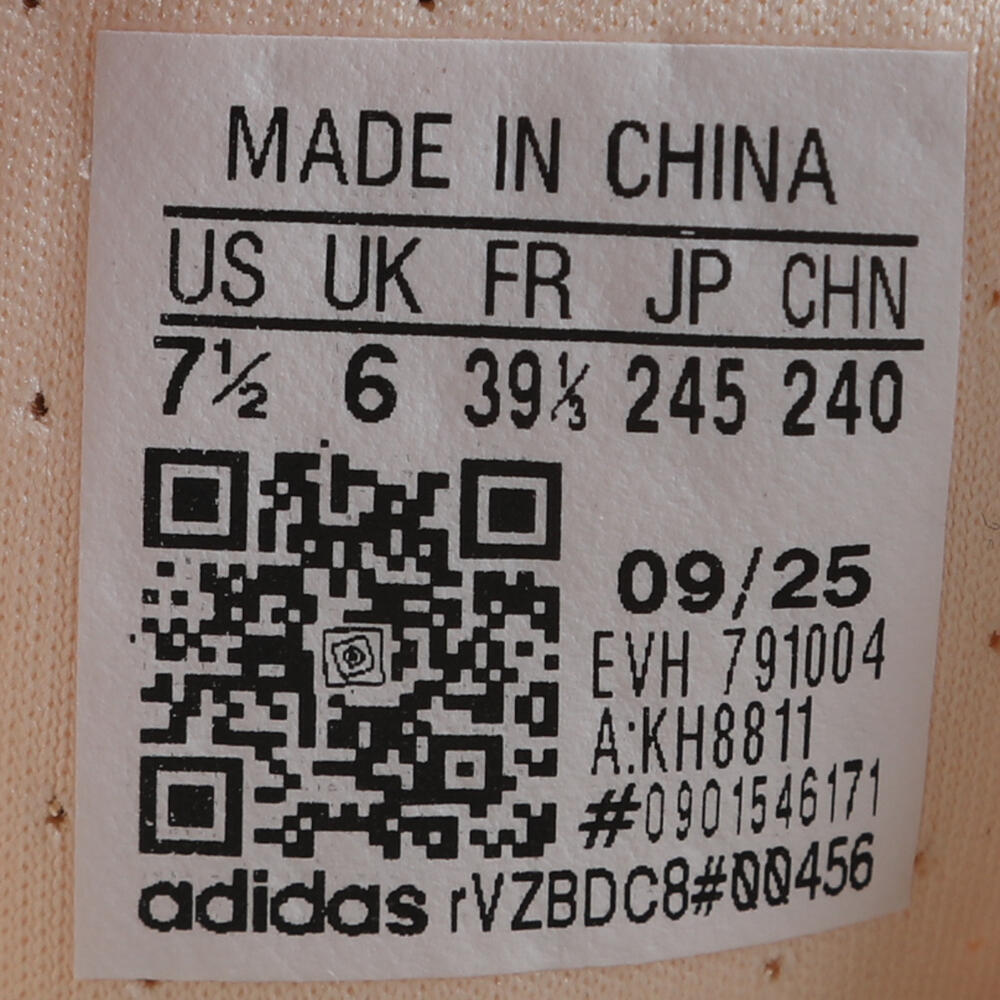 MADE IN CHINA
US UK FR JP CHN
7½ 6 39⅓ 245 240
09/25
EVH 791004
A:KH8811
#0901546171
adidas rVZBDC8#00456